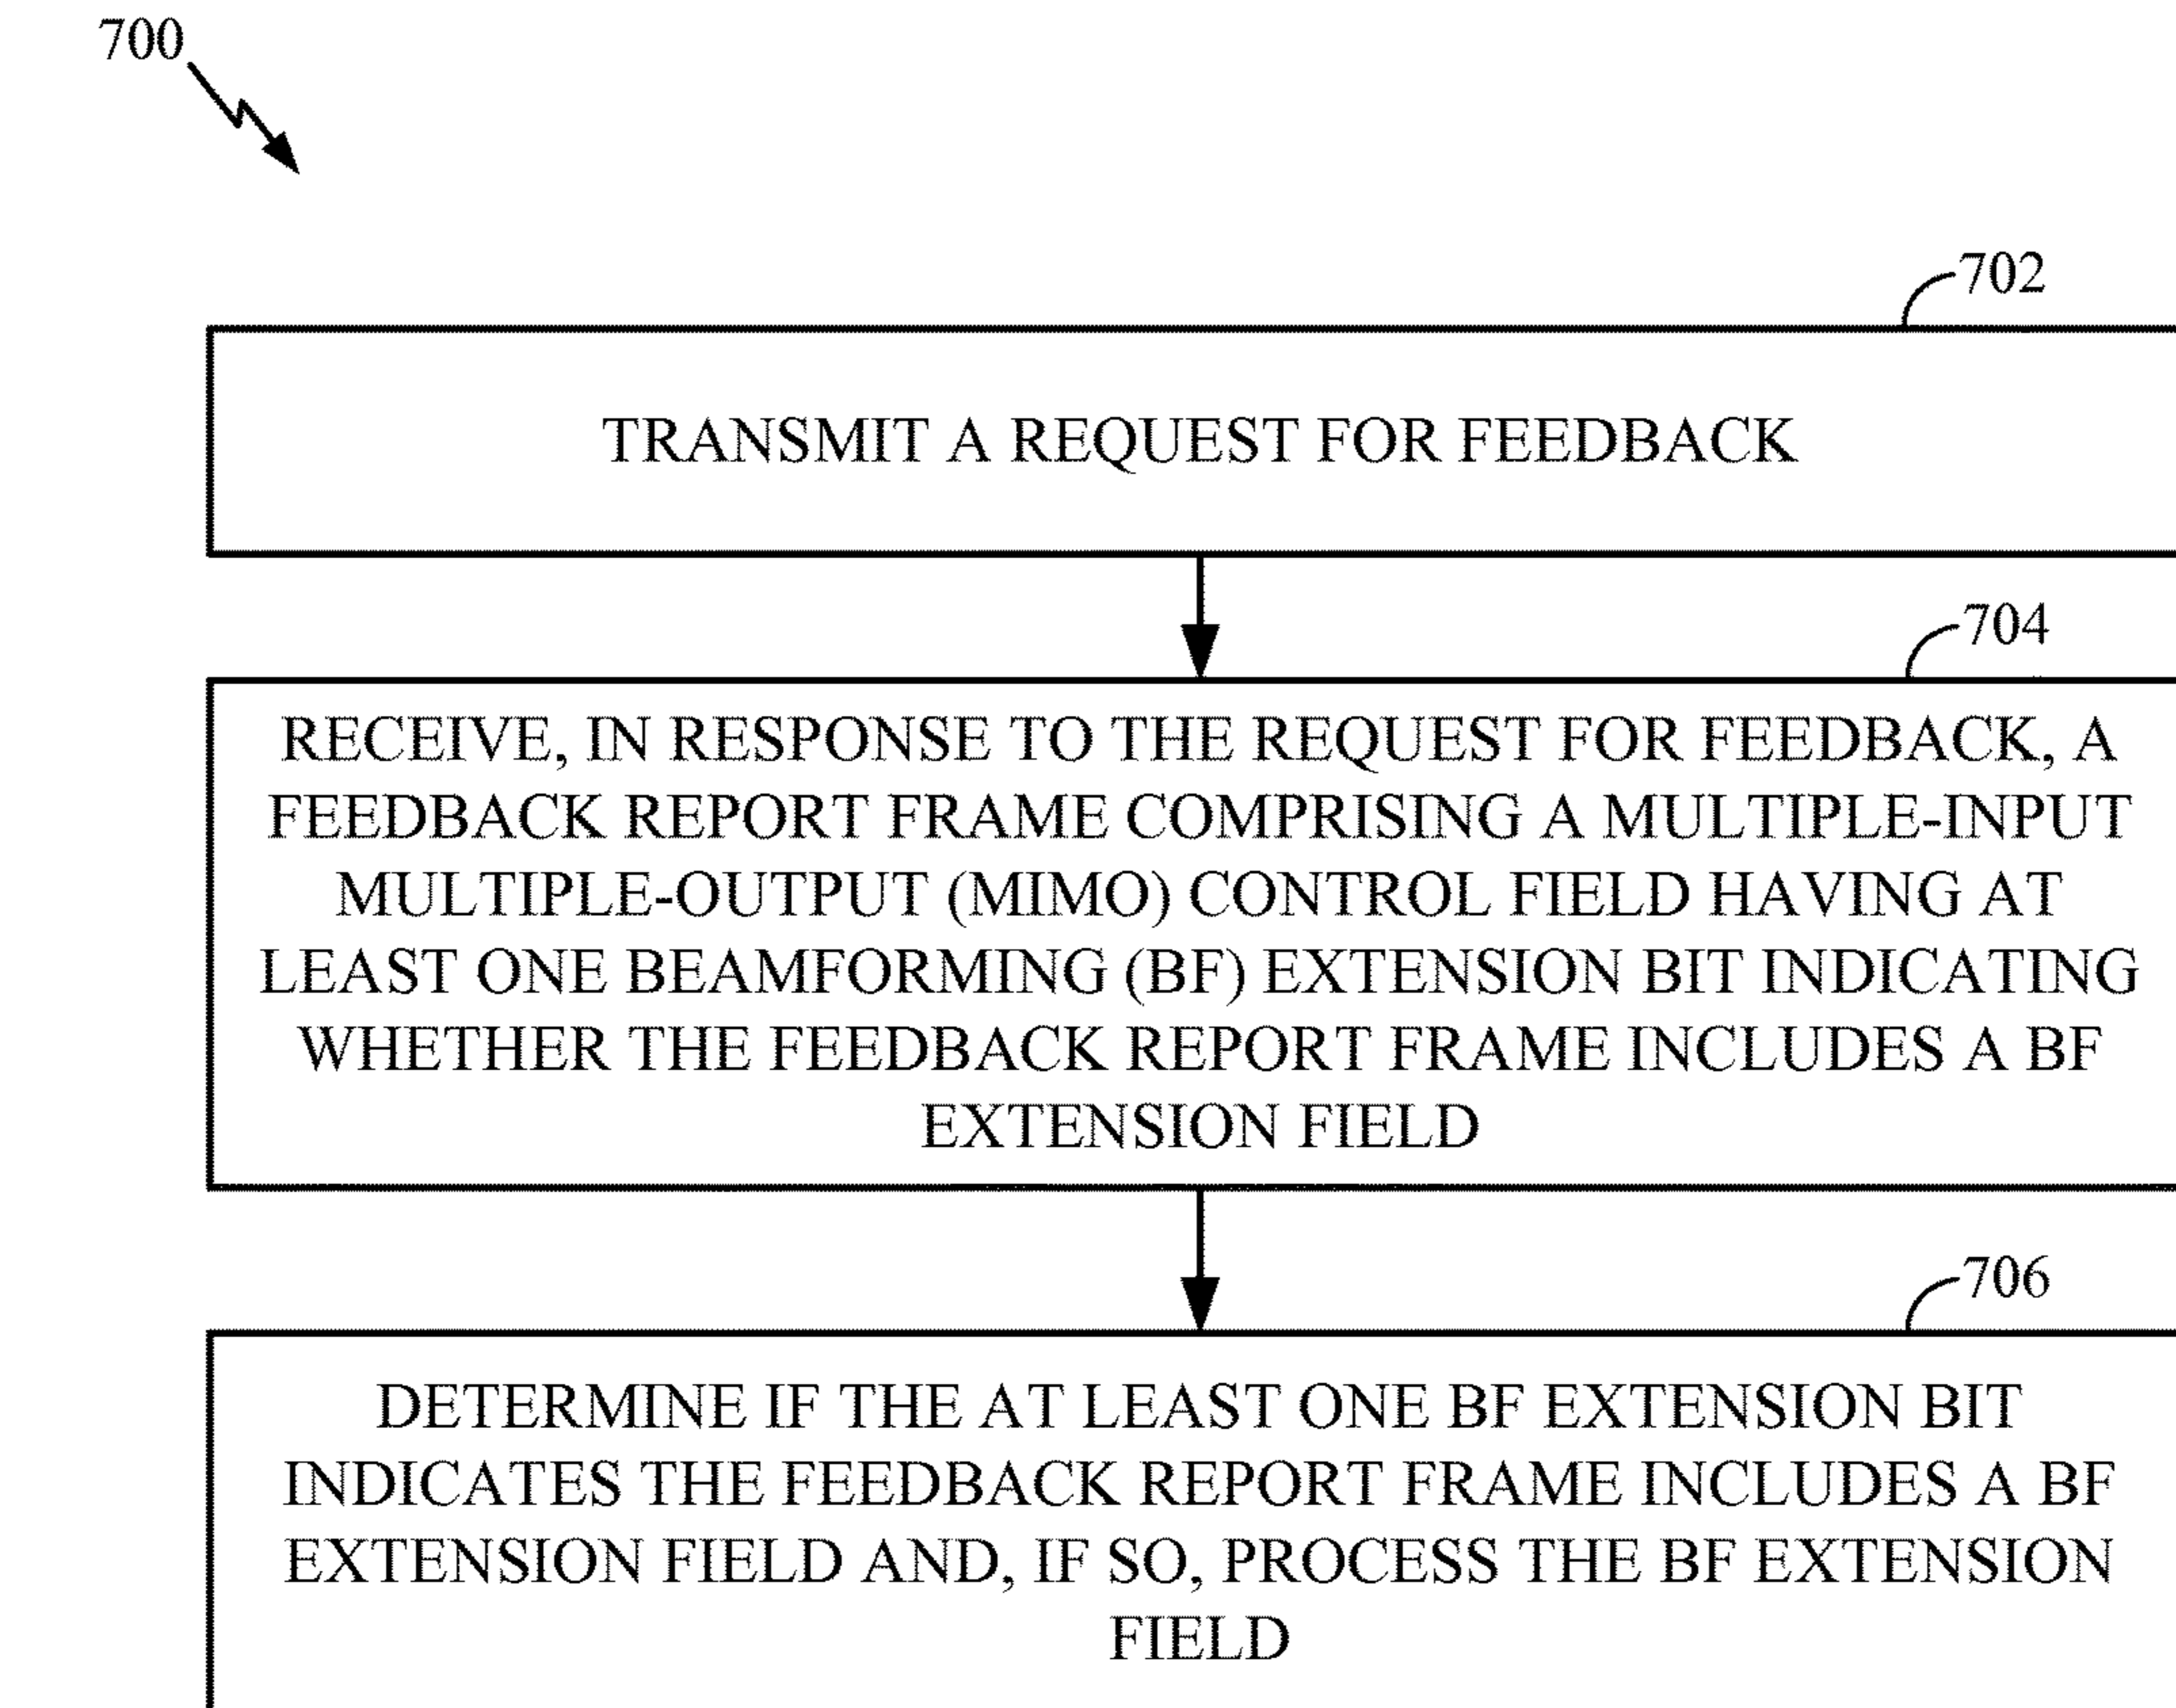 700
702
TRANSMIT A REQUEST FOR FEEDBACK
704
RECEIVE, IN RESPONSE TO THE REQUEST FOR FEEDBACK, A
FEEDBACK REPORT FRAME COMPRISING A MULTIPLE-INPUT
MULTIPLE-OUTPUT (MIMO) CONTROL FIELD HAVING AT
LEAST ONE BEAMFORMING (BF) EXTENSION BIT INDICATING
WHETHER THE FEEDBACK REPORT FRAME INCLUDES A BF
EXTENSION FIELD
706
DETERMINE IF THE AT LEAST ONE BF EXTENSION BIT
INDICATES THE FEEDBACK REPORT FRAME INCLUDES A BF
EXTENSION FIELD AND, IF SO, PROCESS THE BF EXTENSION
FIELD